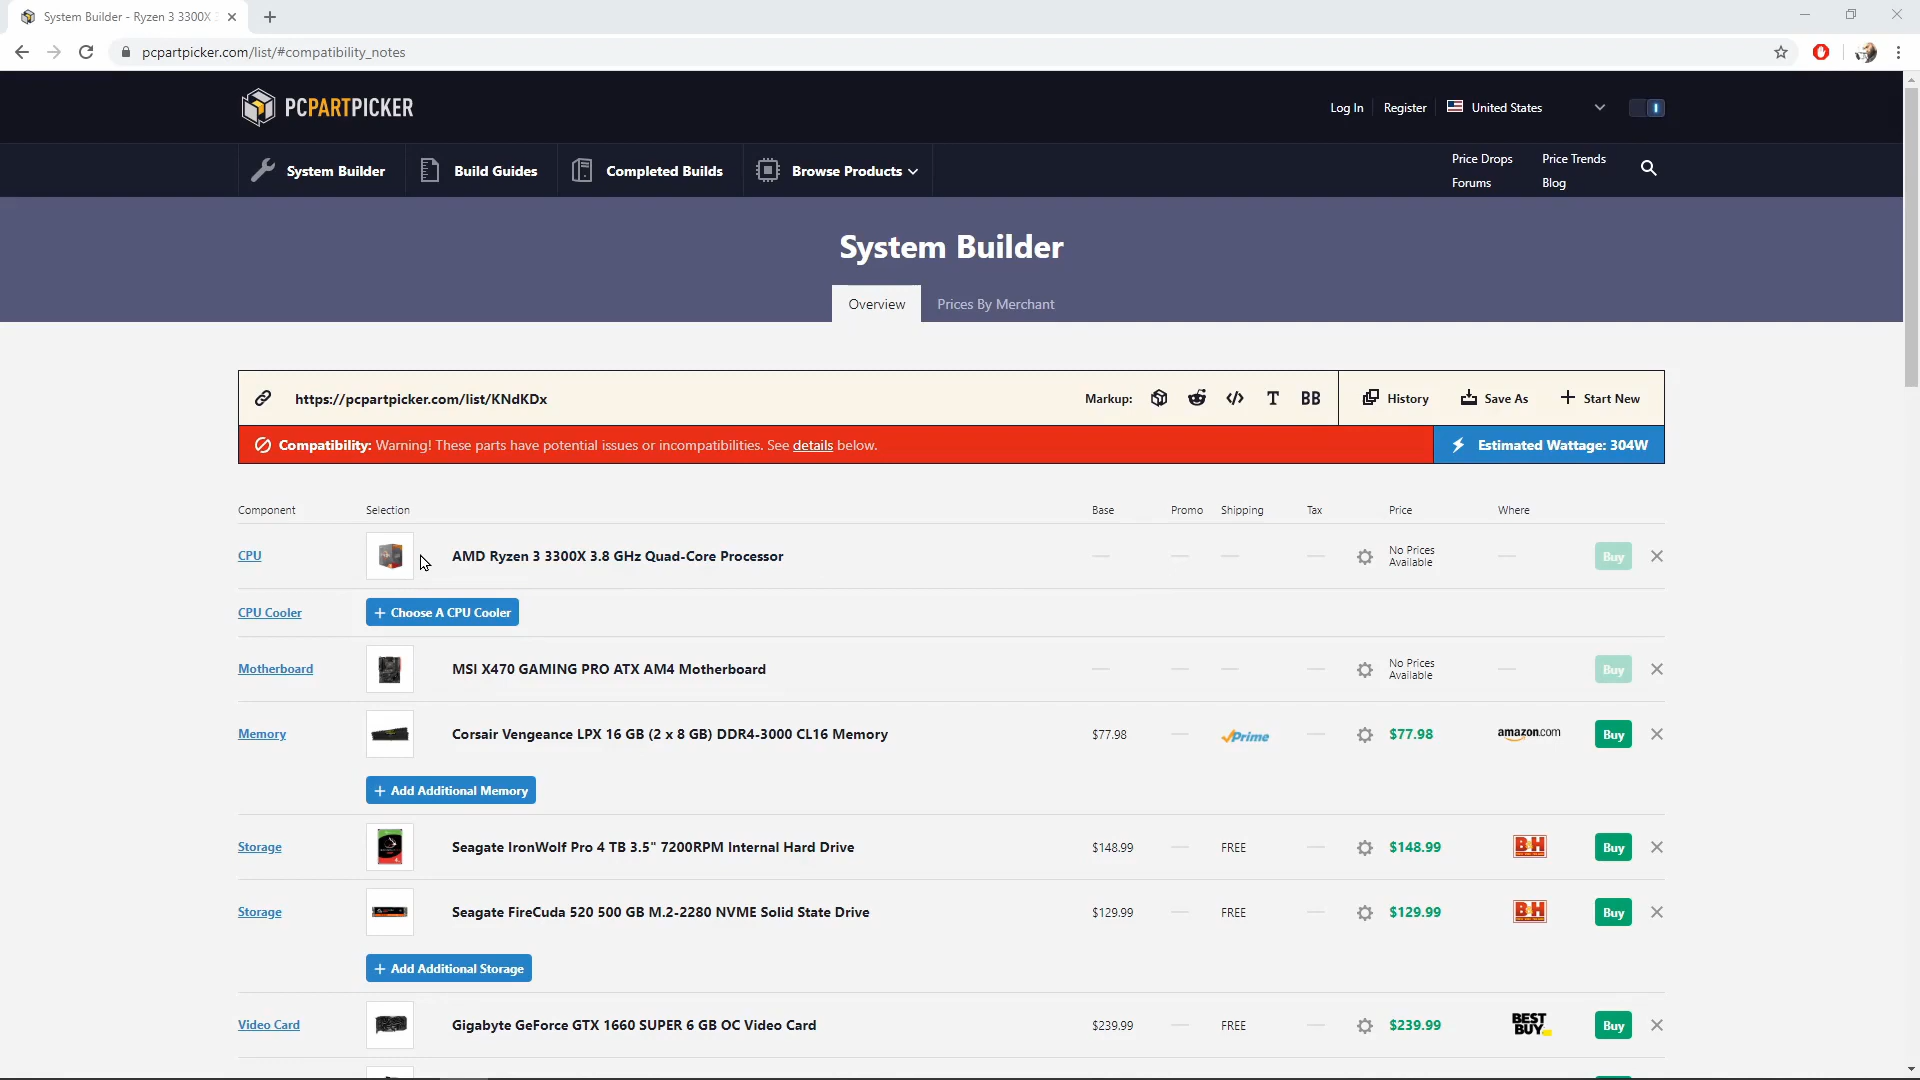 System Builder - Ryzen 3 3300X
pcpartpicker.com/list/#compatibility_notes
PCPARTPICKER
Log In Register United States
System Builder Build Guides Completed Builds Browse Products
Price Drops Price Trends
Forums Blog
System Builder
Overview Prices By Merchant
https://pcpartpicker.com/list/KNdKDx Markup: T BB History Save As + Start New
Compatibility: Warning! These parts have potential issues or incompatibilities. See details below. Estimated Wattage: 304W
Component Selection Base Promo Shipping Tax Price Where
CPU AMD Ryzen 3 3300X 3.8 GHz Quad-Core Processor — — — — No Prices Available — Buy
CPU Cooler + Choose A CPU Cooler
Motherboard MSI X470 GAMING PRO ATX AM4 Motherboard — — — — No Prices Available — Buy
Memory Corsair Vengeance LPX 16 GB (2 x 8 GB) DDR4-3000 CL16 Memory $77.98 — Prime — $77.98 amazon.com Buy
+ Add Additional Memory
Storage Seagate IronWolf Pro 4 TB 3.5" 7200RPM Internal Hard Drive $148.99 — FREE — $148.99 B&H Buy
Storage Seagate FireCuda 520 500 GB M.2-2280 NVME Solid State Drive $129.99 — FREE — $129.99 B&H Buy
+ Add Additional Storage
Video Card Gigabyte GeForce GTX 1660 SUPER 6 GB OC Video Card $239.99 — FREE — $239.99 BEST BUY Buy